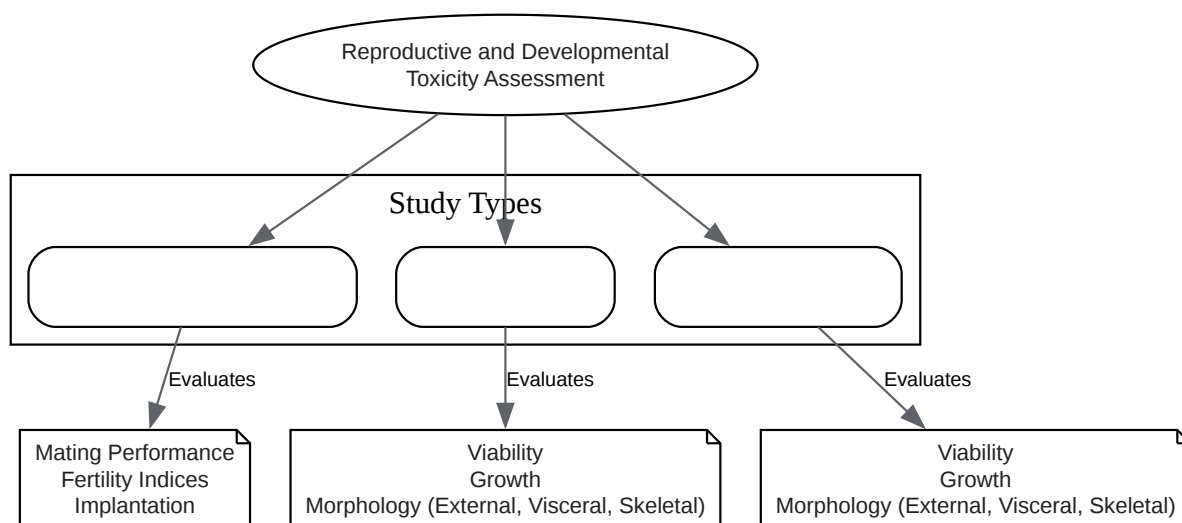 Reproductive and Developmental
Toxicity Assessment
Study Types
Evaluates
Evaluates
Evaluates
Mating Performance
Fertility Indices
Implantation
Viability
Growth
Morphology (External, Visceral, Skeletal)
Viability
Growth
Morphology (External, Visceral, Skeletal)